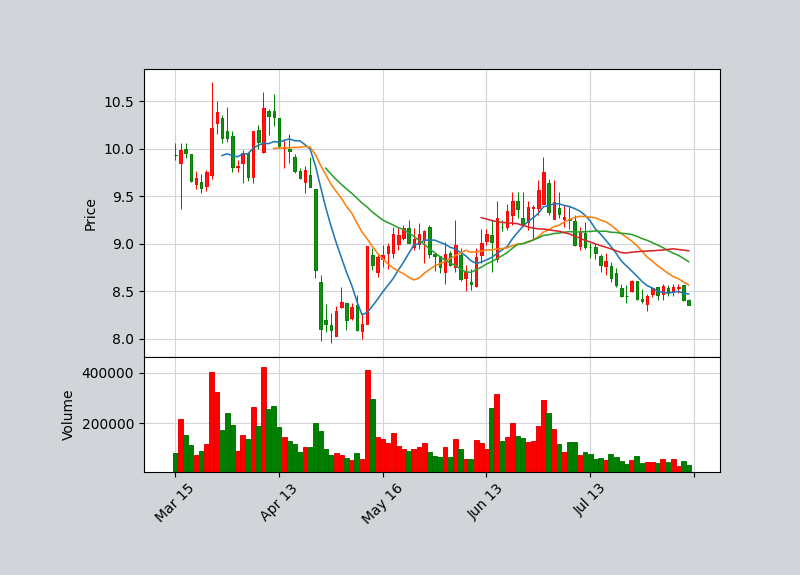 10.5
10.0
9.5
9.0
8.5
8.0
Price
400000
200000
Volume
Mar 15
Apr 13
May 16
Jun 13
Jul 13